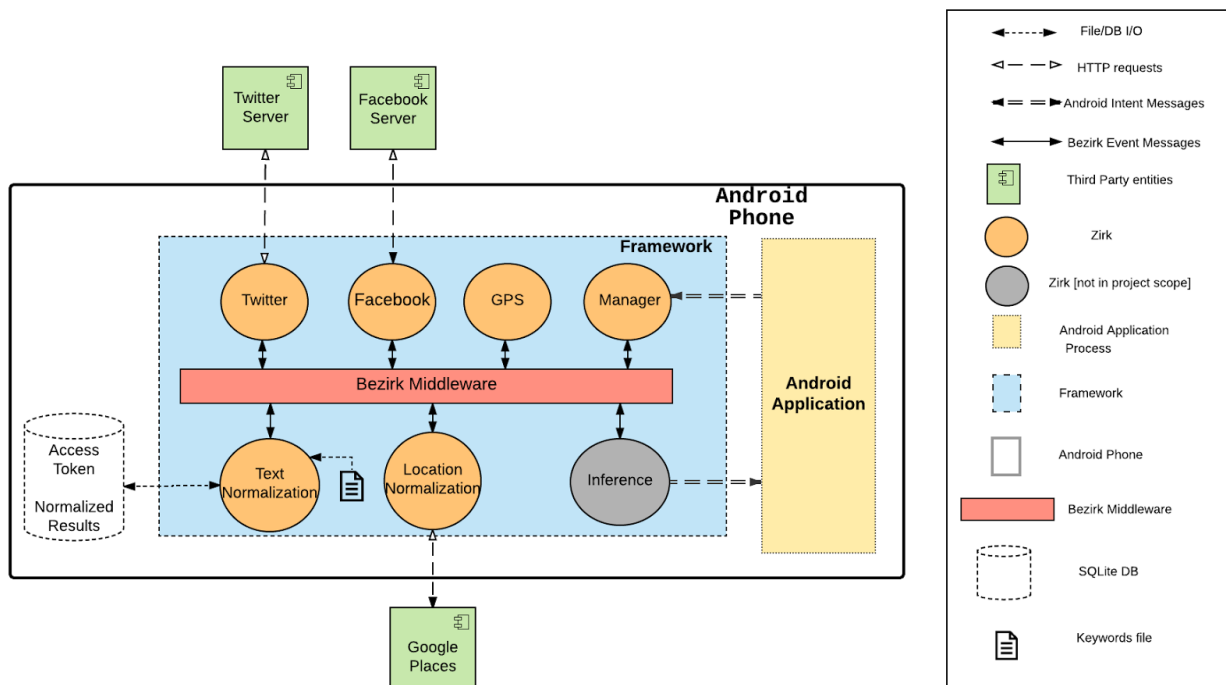 Twitter
Server
Facebook
Server
Android
Phone
Framework
Twitter
Facebook
GPS
Manager
Bezirk Middleware
Android
Application
Access
Token
Normalized
Results
Text
Normalization
Location
Normalization
Inference
Google
Places
File/DB I/O
HTTP requests
Android Intent Messages
Bezirk Event Messages
Third Party entities
Zirk
Zirk [not in project scope]
Android Application
Process
Framework
Android Phone
Bezirk Middleware
SQLite DB
Keywords file